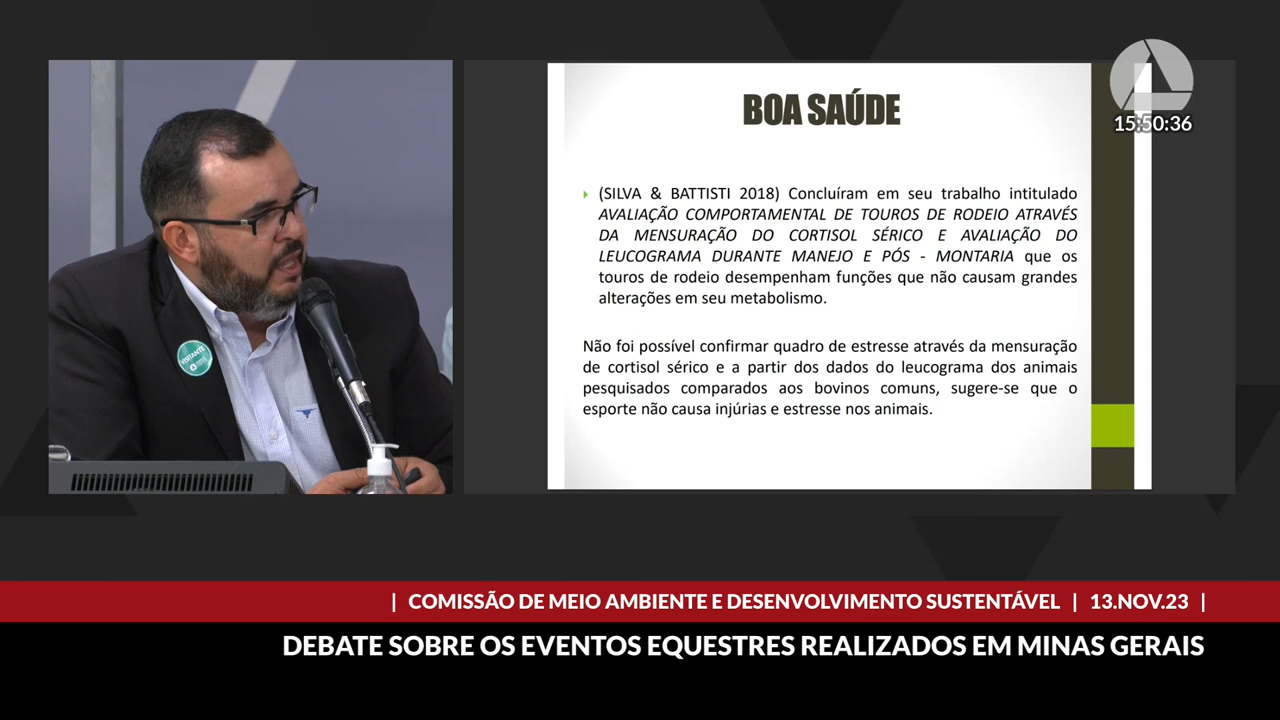 BOA SAÚDE
15:50:36
(SILVA & BATTISTI 2018) Concluíram em seu trabalho intitulado
AVALIAÇÃO COMPORTAMENTAL DE TOUROS DE RODEIO ATRAVÉS
DA MENSURAÇÃO DO CORTISOL SÉRICO E AVALIAÇÃO DO
LEUCOGRAMA DURANTE MANEJO E PÓS - MONTARIA que os
touros de rodeio desempenham funções que não causam grandes
alterações em seu metabolismo.
Não foi possível confirmar quadro de estresse através da mensuração
de cortisol sérico e a partir dos dados do leucograma dos animais
pesquisados comparados aos bovinos comuns, sugere-se que o
esporte não causa injúrias e estresse nos animais.
VISITANTE
| COMISSÃO DE MEIO AMBIENTE E DESENVOLVIMENTO SUSTENTÁVEL | 13.NOV.23 |
DEBATE SOBRE OS EVENTOS EQUESTRES REALIZADOS EM MINAS GERAIS